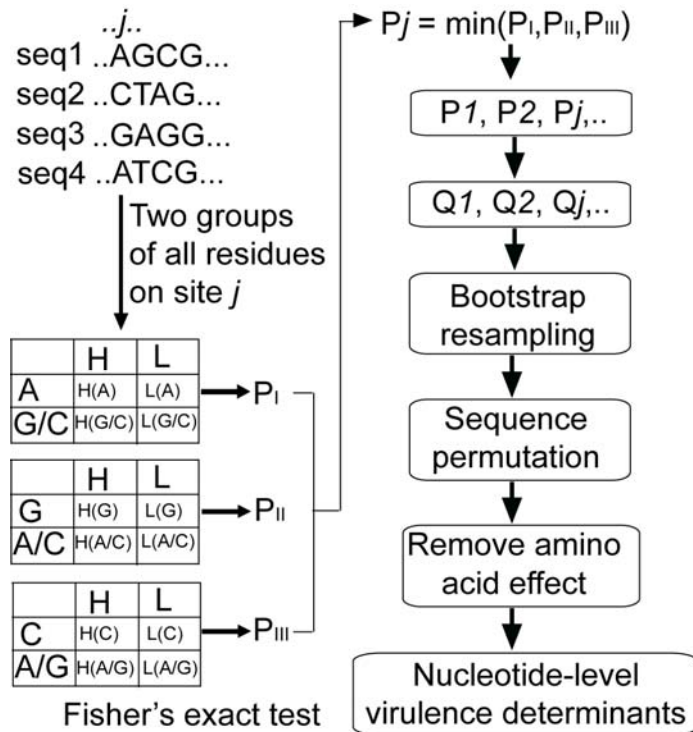 ..j..
seq1 ..AGCG...
seq2 ..CTAG...
seq3 ..GAGG...
seq4 ..ATCG...
Two groups
of all residues
on site j
H L
A H(A) L(A)
G/C H(G/C) L(G/C)
PI
H L
G H(G) L(G)
A/C H(A/C) L(A/C)
PII
H L
C H(C) L(C)
A/G H(A/G) L(A/G)
PIII
Fisher's exact test
Pj = min(PI,PII,PIII)
P1, P2, Pj,..
Q1, Q2, Qj,..
Bootstrap
resampling
Sequence
permutation
Remove amino
acid effect
Nucleotide-level
virulence determinants